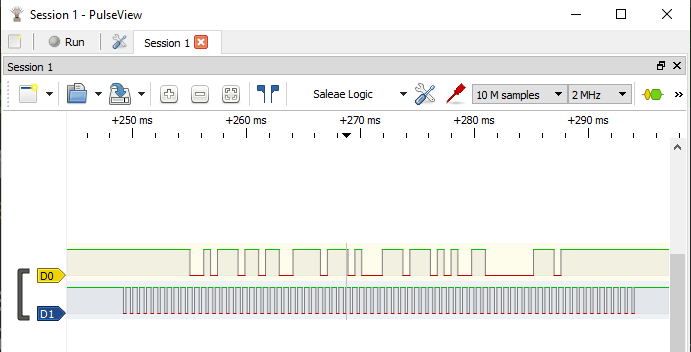 Session 1 - PulseView
Run
Session 1
Session 1
Saleae Logic
10 M samples
2 MHz
»
+250 ms
+260 ms
+270 ms
+280 ms
+290 ms
D0
D1